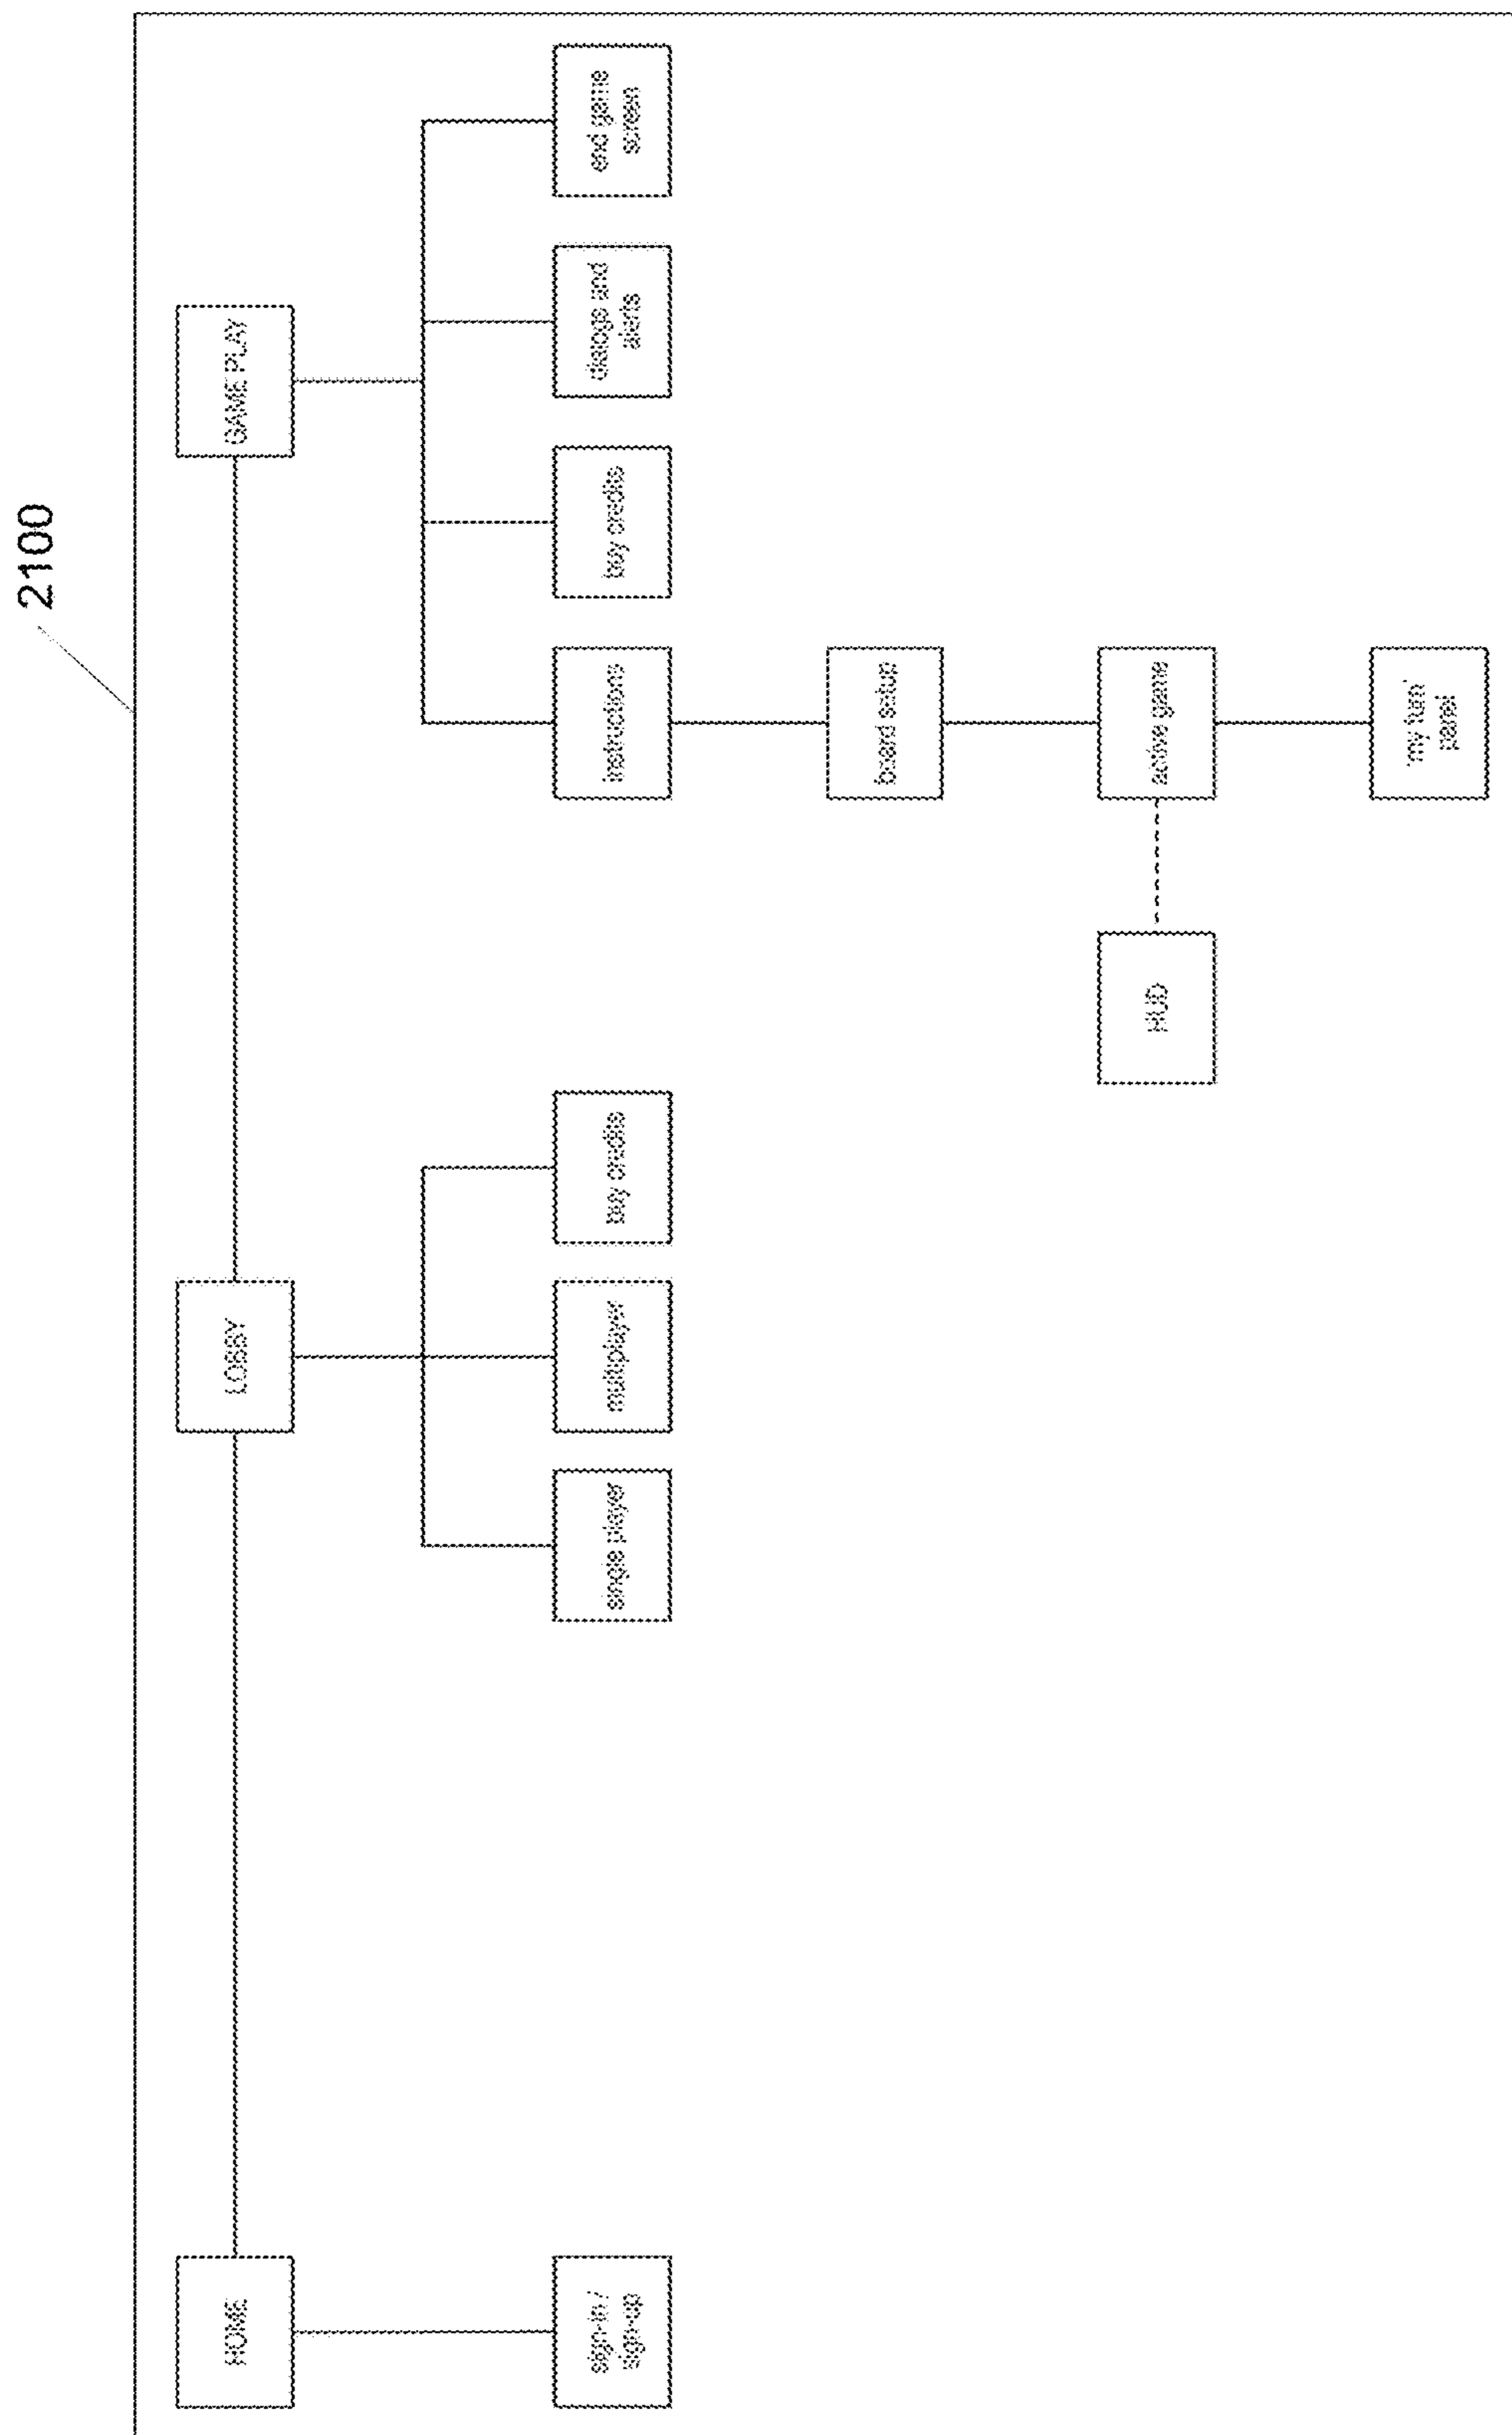 2100
HOME
LOBBY
GAME PLAY
sign-in /
sign-up
single player
multiplayer
buy credits
instructions
buy credits
dialogs and
alerts
end game
screen
board setup
HUD
active game
'my turn'
panel